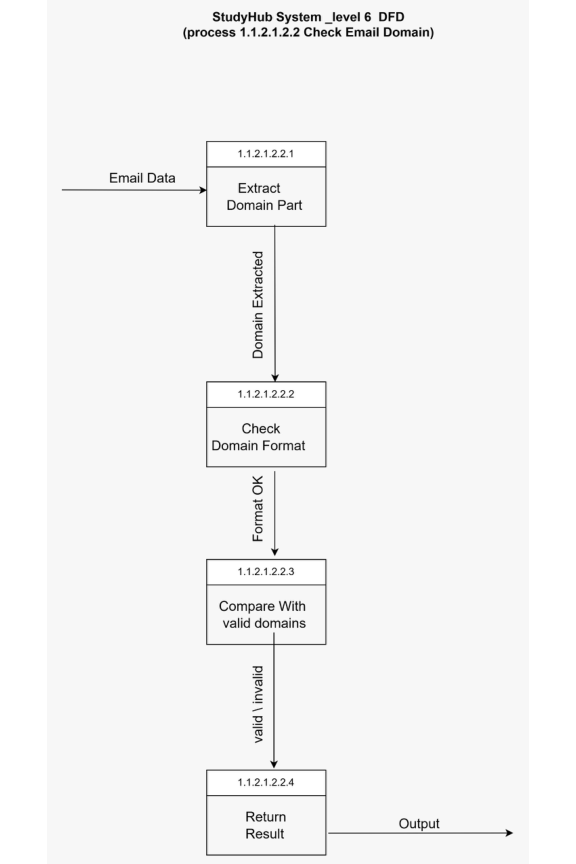 StudyHub System _level 6  DFD
(process 1.1.2.1.2.2 Check Email Domain)
1.1.2.1.2.2.1
Email Data
Extract
Domain Part
Domain Extracted
1.1.2.1.2.2.2
Check
Domain Format
Format OK
1.1.2.1.2.2.3
Compare With
valid domains
valid \ invalid
1.1.2.1.2.2.4
Return
Result
Output